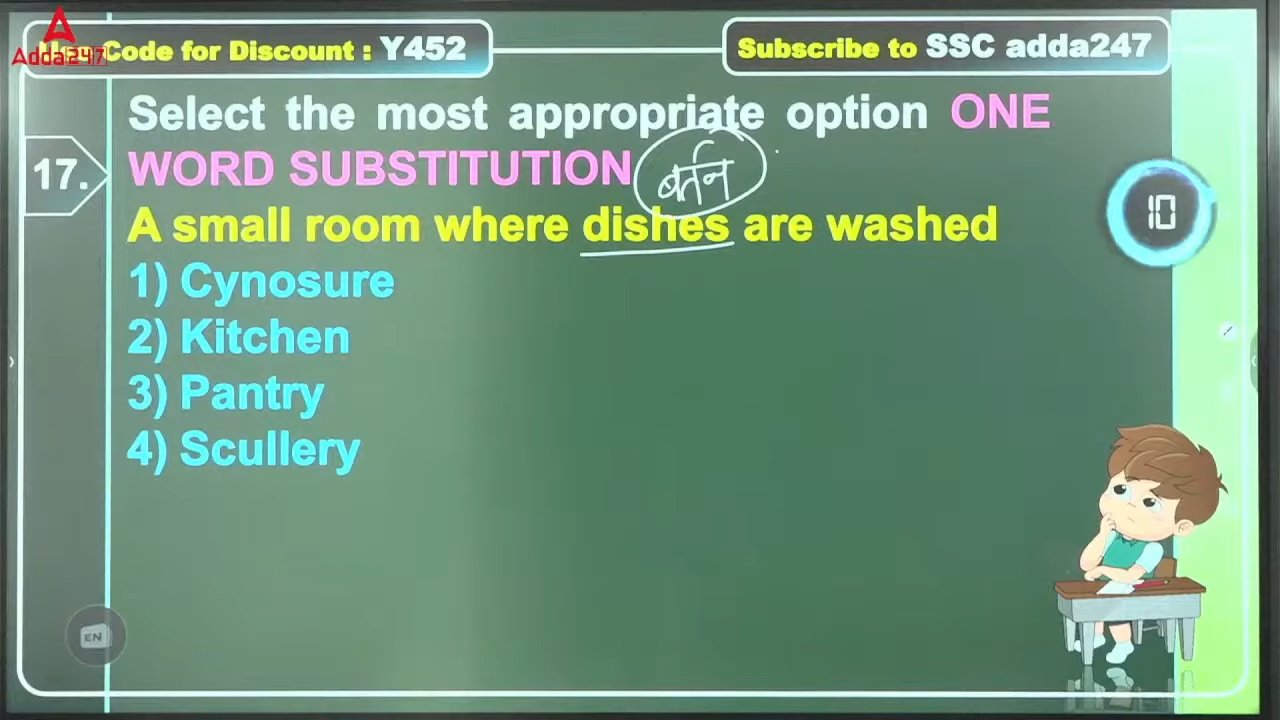 Use Code for Discount : Y452
Adda247
Subscribe to SSC adda247
17.
Select the most appropriate option ONE
WORD SUBSTITUTION
बर्तन
A small room where dishes are washed
10
1) Cynosure
2) Kitchen
3) Pantry
4) Scullery
EN